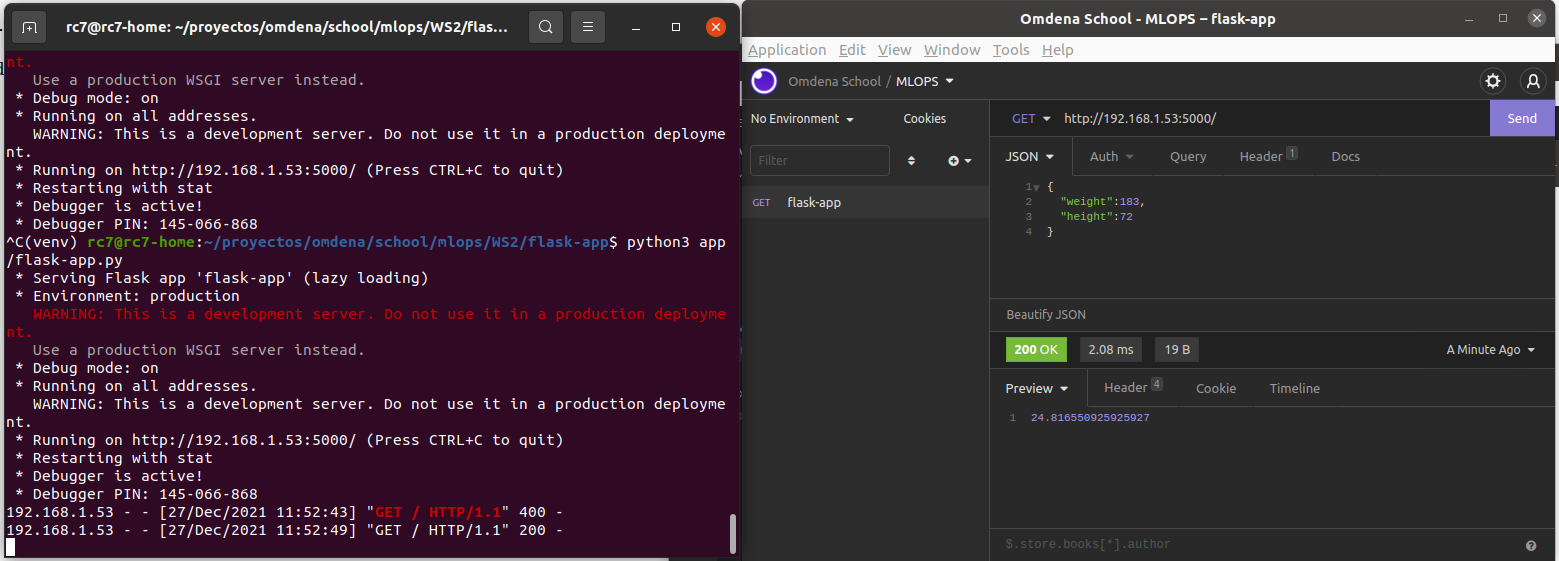 rc7@rc7-home: ~/proyectos/omdena/school/mlops/WS2/flas...
nt.
   Use a production WSGI server instead.
 * Debug mode: on
 * Running on all addresses.
   WARNING: This is a development server. Do not use it in a production deployme
nt.
 * Running on http://192.168.1.53:5000/ (Press CTRL+C to quit)
 * Restarting with stat
 * Debugger is active!
 * Debugger PIN: 145-066-868
^C(venv) rc7@rc7-home:~/proyectos/omdena/school/mlops/WS2/flask-app$ python3 app
/flask-app.py
 * Serving Flask app 'flask-app' (lazy loading)
 * Environment: production
   WARNING: This is a development server. Do not use it in a production deployme
nt.
   Use a production WSGI server instead.
 * Debug mode: on
 * Running on all addresses.
   WARNING: This is a development server. Do not use it in a production deployme
nt.
 * Running on http://192.168.1.53:5000/ (Press CTRL+C to quit)
 * Restarting with stat
 * Debugger is active!
 * Debugger PIN: 145-066-868
192.168.1.53 - - [27/Dec/2021 11:52:43] "GET / HTTP/1.1" 400 -
192.168.1.53 - - [27/Dec/2021 11:52:49] "GET / HTTP/1.1" 200 -
Omdena School - MLOPS – flask-app
Application Edit View Window Tools Help
Omdena School / MLOPS
No Environment Cookies
Filter
GET flask-app
GET http://192.168.1.53:5000/ Send
JSON Auth Query Header 1 Docs
1 {
2 "weight":183,
3 "height":72
4 }
Beautify JSON
200 OK 2.08 ms 19 B A Minute Ago
Preview Header 4 Cookie Timeline
1 24.816550925925927
$.store.books[*].author